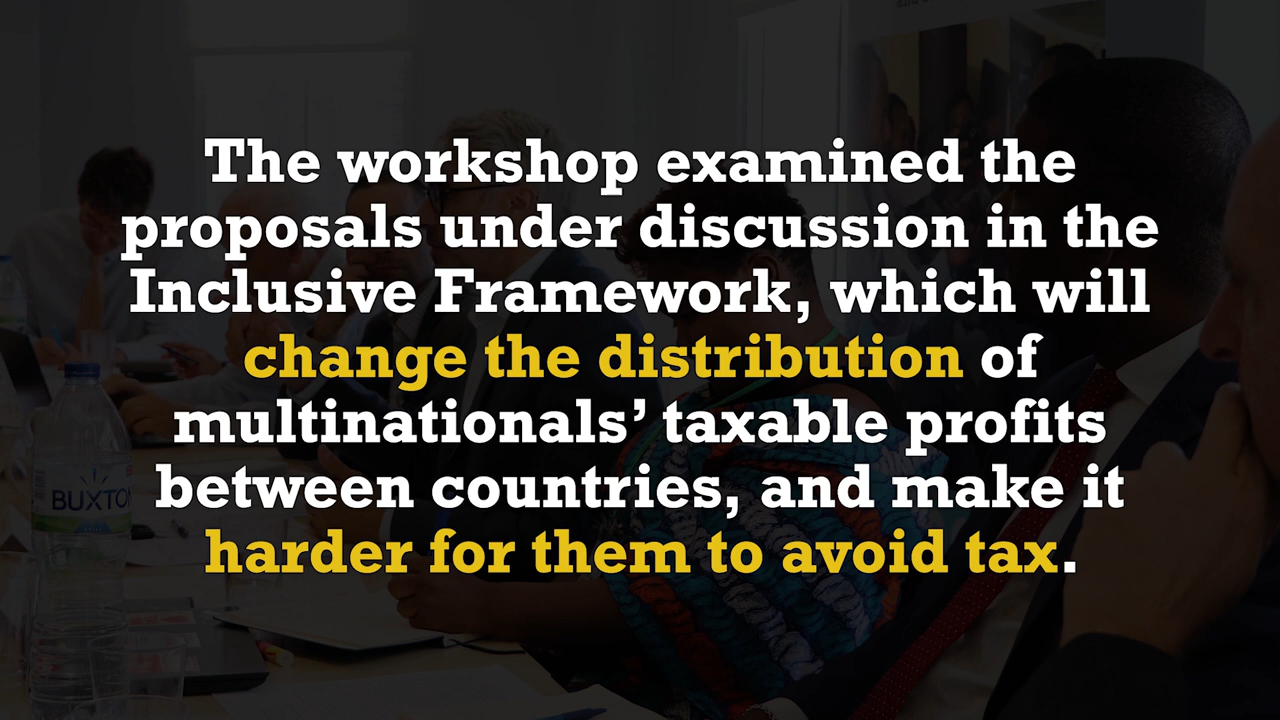 The workshop examined the
proposals under discussion in the
Inclusive Framework, which will
change the distribution of
multinationals’ taxable profits
between countries, and make it
harder for them to avoid tax.
BUXTO